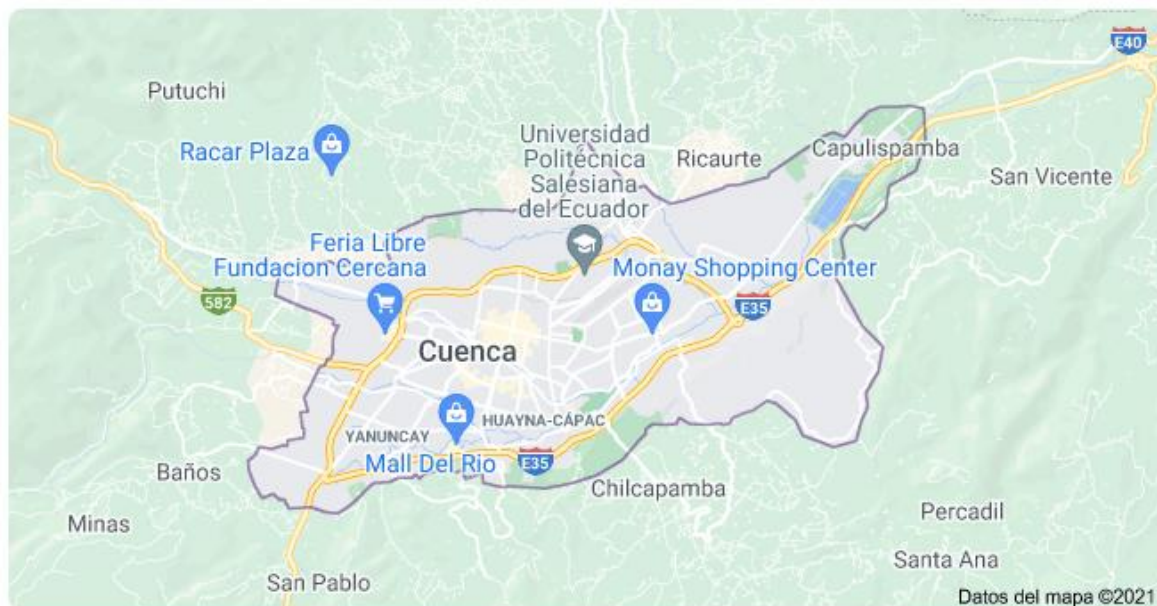 E40
Putuchi
Universidad
Politécnica
Salesiana
del Ecuador
Racar Plaza
Ricaurte
Capulispamba
San Vicente
Feria Libre
Fundacion Cercana
Monay Shopping Center
582
E35
Cuenca
HUAYNA-CÁPAC
YANUNCAY
Mall Del Rio
E35
Baños
Chilcapamba
Minas
Percadil
Santa Ana
San Pablo
Datos del mapa ©2021